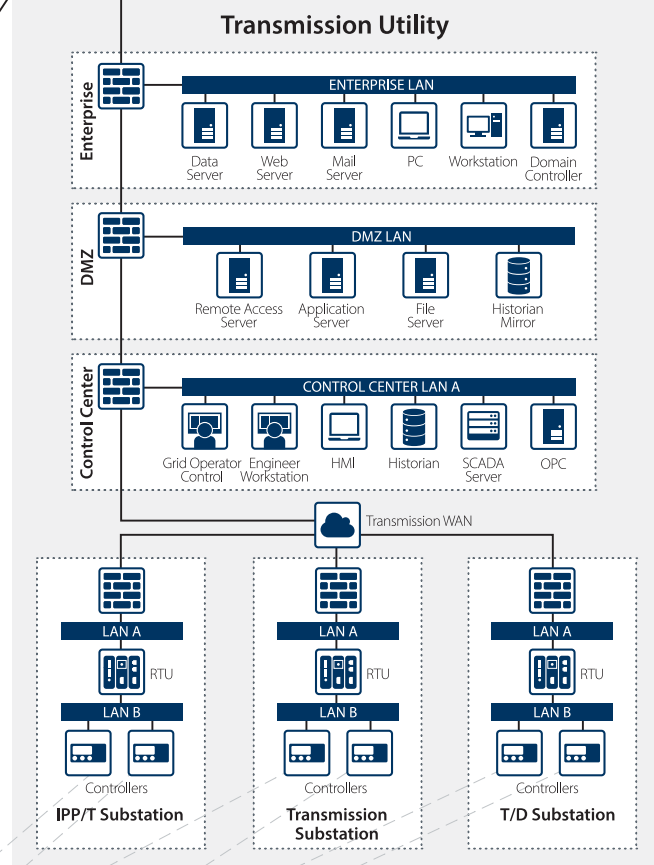 Transmission Utility
Enterprise
ENTERPRISE LAN
Data
Server
Web
Server
Mail
Server
PC
Workstation
Domain
Controller
DMZ
DMZ LAN
Remote Access
Server
Application
Server
File
Server
Historian
Mirror
Control Center
CONTROL CENTER LAN A
Grid Operator
Control
Engineer
Workstation
HMI
Historian
SCADA
Server
OPC
Transmission WAN
LAN A
RTU
LAN B
Controllers
IPP/T Substation
LAN A
RTU
LAN B
Controllers
Transmission
Substation
LAN A
RTU
LAN B
Controllers
T/D Substation